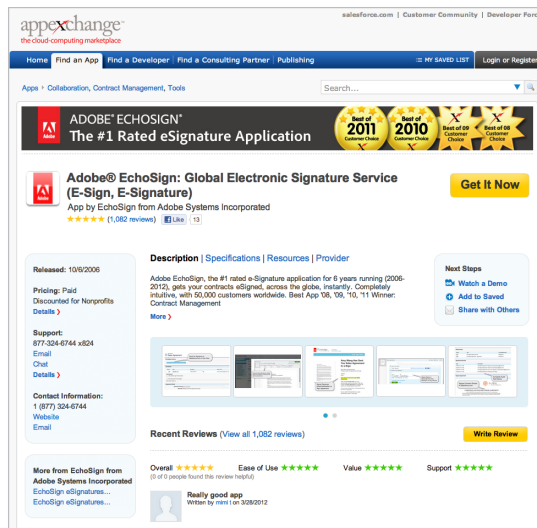 salesforce.com | Customer Community | Developer Forc
appexchange™
the cloud-computing marketplace
Home Find an App Find a Developer Find a Consulting Partner Publishing MY SAVED LIST Login or Register
Apps Collaboration, Contract Management, Tools Search...
Adobe
ADOBE® ECHOSIGN®
The #1 Rated eSignature Application
Best of 2011 Customer Choice
Best of 2010 Customer Choice
Best of 09 Customer Choice
Best of 08 Customer Choice
Adobe
Adobe® EchoSign: Global Electronic Signature Service
(E-Sign, E-Signature)
App by EchoSign from Adobe Systems Incorporated
(1,082 reviews) Like 13
Get It Now
Released: 10/6/2006
Pricing: Paid
Discounted for Nonprofits
Details
Support:
877-324-6744 x824
Email
Chat
Details
Contact Information:
1 (877) 324-6744
Website
Email
More from EchoSign from
Adobe Systems Incorporated
EchoSign eSignatures...
EchoSign eSignatures...
Description | Specifications | Resources | Provider
Adobe EchoSign, the #1 rated e-Signature application for 6 years running (2006-
2012), gets your contracts eSigned, across the globe, instantly. Completely
intuitive, with 50,000 customers worldwide. Best App '08, '09, '10, '11 Winner:
Contract Management
More
Next Steps
Watch a Demo
Add to Saved
Share with Others
Recent Reviews (View all 1,082 reviews)
Write Review
Overall Ease of Use Value Support
(0 of 0 people found this review helpful)
Really good app
Written by mimi t on 3/28/2012